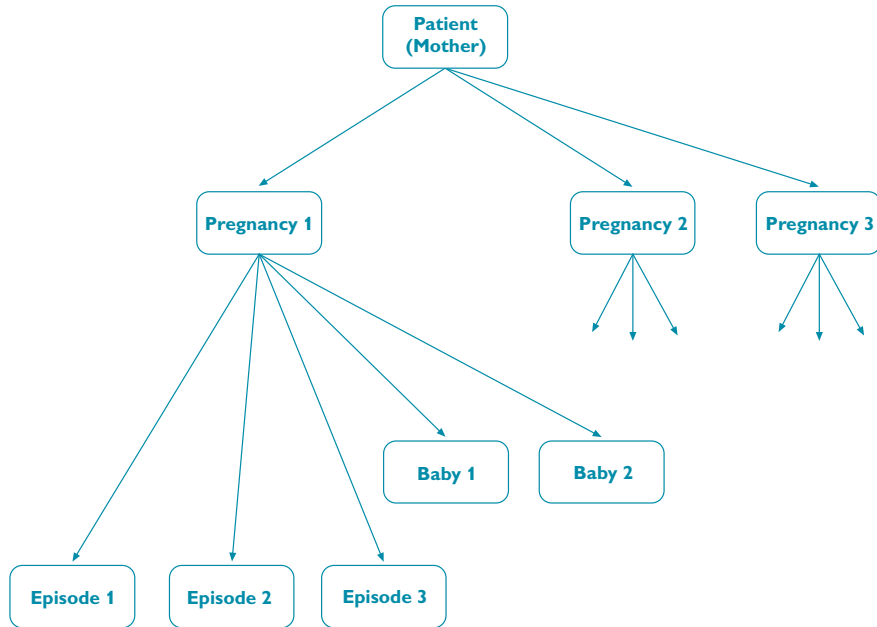 Patient
(Mother)
Pregnancy 1
Pregnancy 2
Pregnancy 3
Baby 1
Baby 2
Episode 1
Episode 2
Episode 3